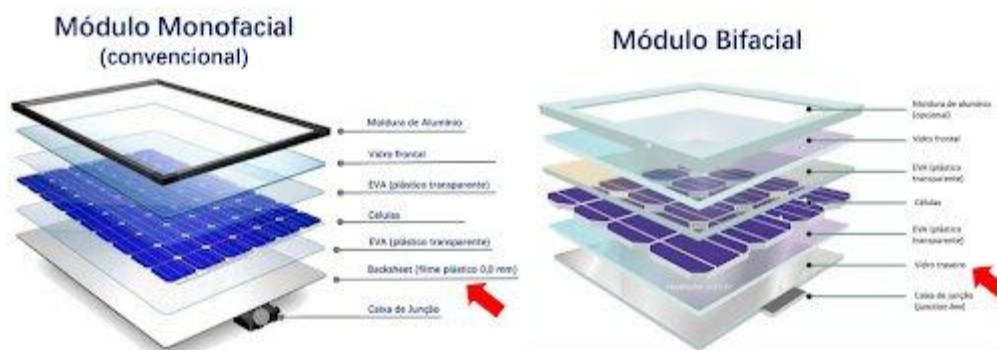 Módulo Monofacial
(convencional)
Moldura de Alumínio
Vidro frontal
EVA (plástico transparente)
Células
EVA (plástico transparente)
Backsheet (filme plástico 0,0 mm)
Caixa de Junção
Módulo Bifacial
Moldura de alumínio
(opcional)
Vidro frontal
EVA (plástico
transparente)
Células
EVA (plástico
transparente)
Vidro traseiro
Caixa de junção
(junction